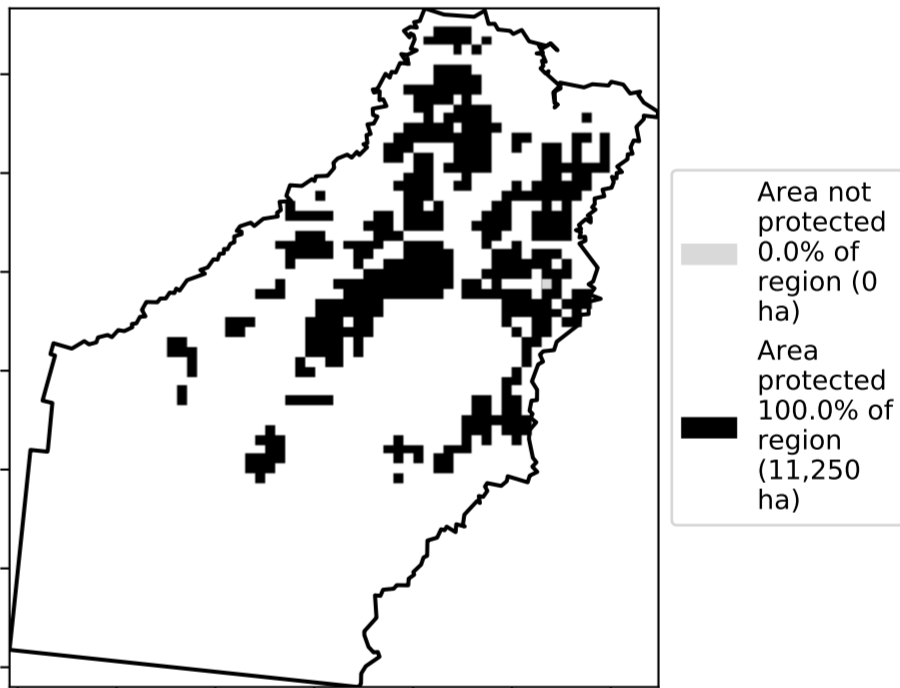 Area not
protected
0.0% of
region (0
ha)
Area
protected
100.0% of
region
(11,250
ha)